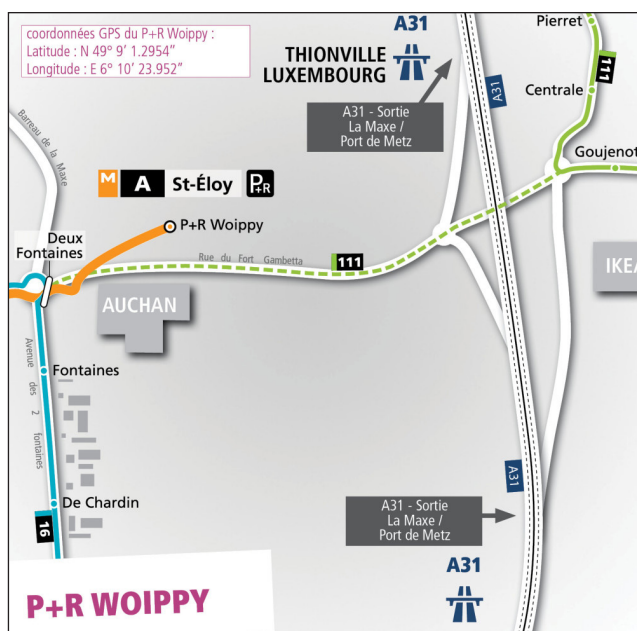 coordonnées GPS du P+R Woippy :
Latitude : N 49° 9’ 1.2954”
Longitude : E 6° 10’ 23.952”
A31
THIONVILLE
LUXEMBOURG
Pierret
111
A31
Centrale
A31 - Sortie
La Maxe /
Port de Metz
Goujenot
Barreau de la Maxe
M A St-Éloy P+R
P+R Woippy
Deux
Fontaines
Rue du Fort Gambetta
111
IKEA
AUCHAN
Avenue des 2 fontaines
Fontaines
A31
De Chardin
A31 - Sortie
La Maxe /
Port de Metz
16
A31
P+R WOIPPY